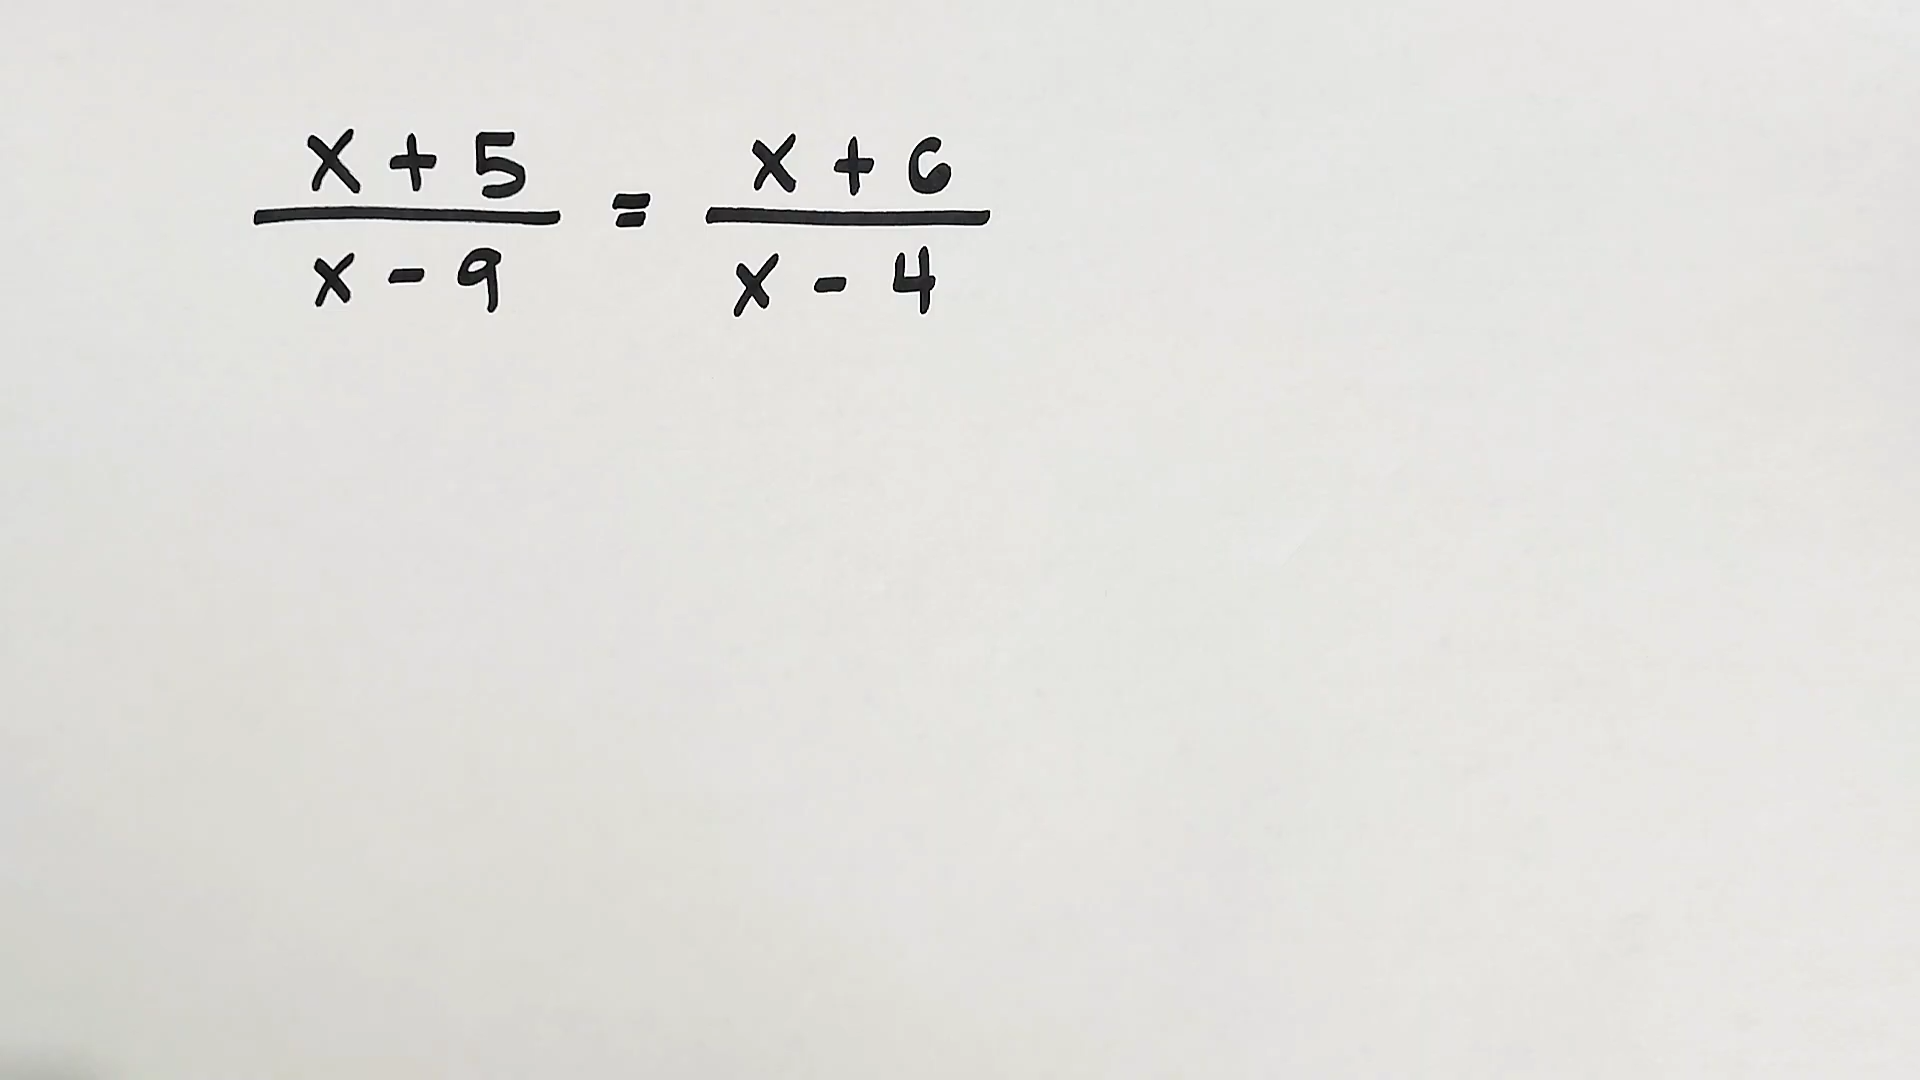 x + 5 / x - 9 = x + 6 / x - 4